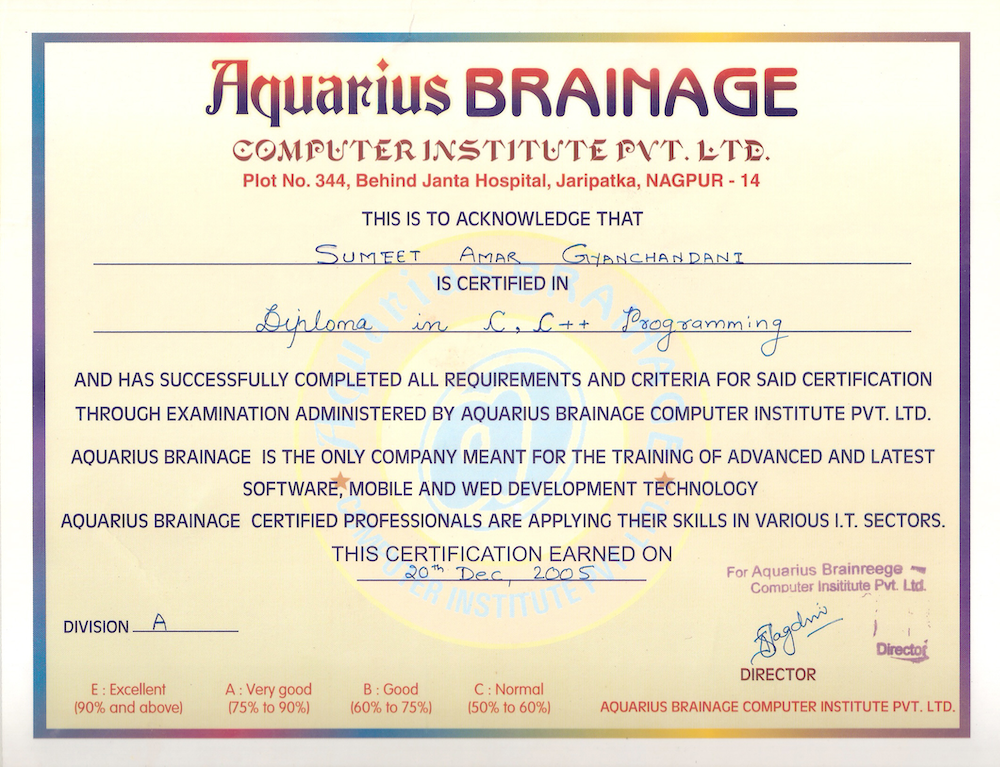 Aquarius BRAINAGE
COMPUTER INSTITUTE PVT. LTD.
Plot No. 344, Behind Janta Hospital, Jaripatka, NAGPUR - 14
THIS IS TO ACKNOWLEDGE THAT
SUMEET AMAR GYANCHANDANI
IS CERTIFIED IN
Diploma in C, C++ Programming
AND HAS SUCCESSFULLY COMPLETED ALL REQUIREMENTS AND CRITERIA FOR SAID CERTIFICATION
THROUGH EXAMINATION ADMINISTERED BY AQUARIUS BRAINAGE COMPUTER INSTITUTE PVT. LTD.
AQUARIUS BRAINAGE IS THE ONLY COMPANY MEANT FOR THE TRAINING OF ADVANCED AND LATEST
SOFTWARE, MOBILE AND WED DEVELOPMENT TECHNOLOGY
AQUARIUS BRAINAGE CERTIFIED PROFESSIONALS ARE APPLYING THEIR SKILLS IN VARIOUS I.T. SECTORS.
THIS CERTIFICATION EARNED ON
20th Dec, 2005
For Aquarius Brainreege
Computer Insititute Pvt. Ltd.
DIVISION A
Director
DIRECTOR
E : Excellent A : Very good B : Good C : Normal
(90% and above) (75% to 90%) (60% to 75%) (50% to 60%)
AQUARIUS BRAINAGE COMPUTER INSTITUTE PVT. LTD.
Aquarius BRAINAGE
COMPUTER INSTITUTE PVT LTD